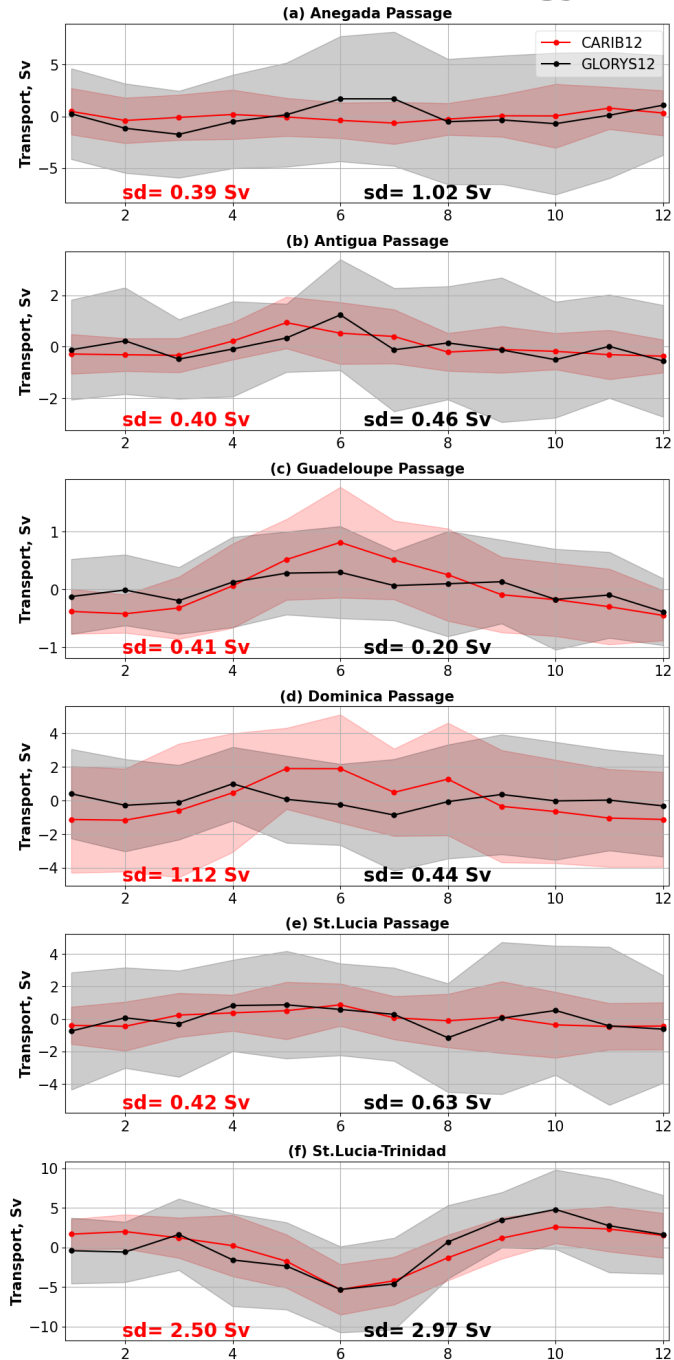 (a) Anegada Passage
CARIB12
GLORYS12
Transport, Sv
5
0
−5
sd= 0.39 Sv sd= 1.02 Sv
2 4 6 8 10 12
(b) Antigua Passage
Transport, Sv
2
0
−2
sd= 0.40 Sv sd= 0.46 Sv
2 4 6 8 10 12
(c) Guadeloupe Passage
Transport, Sv
1
0
−1
sd= 0.41 Sv sd= 0.20 Sv
2 4 6 8 10 12
(d) Dominica Passage
Transport, Sv
4
2
0
−2
−4
sd= 1.12 Sv sd= 0.44 Sv
2 4 6 8 10 12
(e) St.Lucia Passage
Transport, Sv
4
2
0
−2
−4
sd= 0.42 Sv sd= 0.63 Sv
2 4 6 8 10 12
(f) St.Lucia-Trinidad
Transport, Sv
10
5
0
−5
−10
sd= 2.50 Sv sd= 2.97 Sv
2 4 6 8 10 12